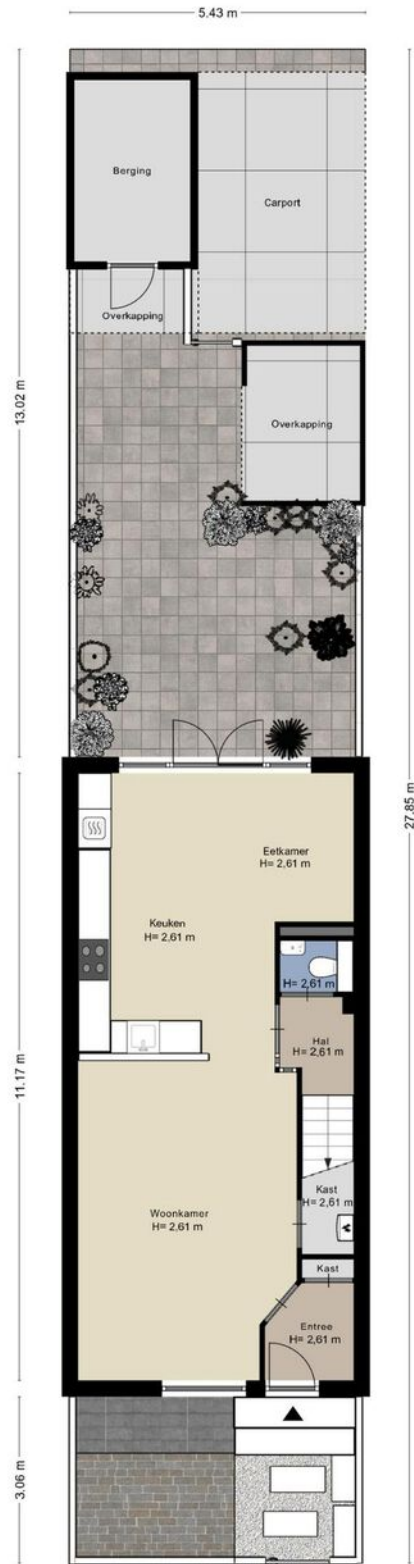 5.43 m
Berging
Carport
Overkapping
13.02 m
Overkapping
27.85 m
Eetkamer
H= 2,61 m
Keuken
H= 2,61 m
H= 2,61 m
Hal
H= 2,61 m
11.17 m
Kast
H= 2,61 m
Woonkamer
H= 2,61 m
Kast
Entree
H= 2,61 m
3.06 m